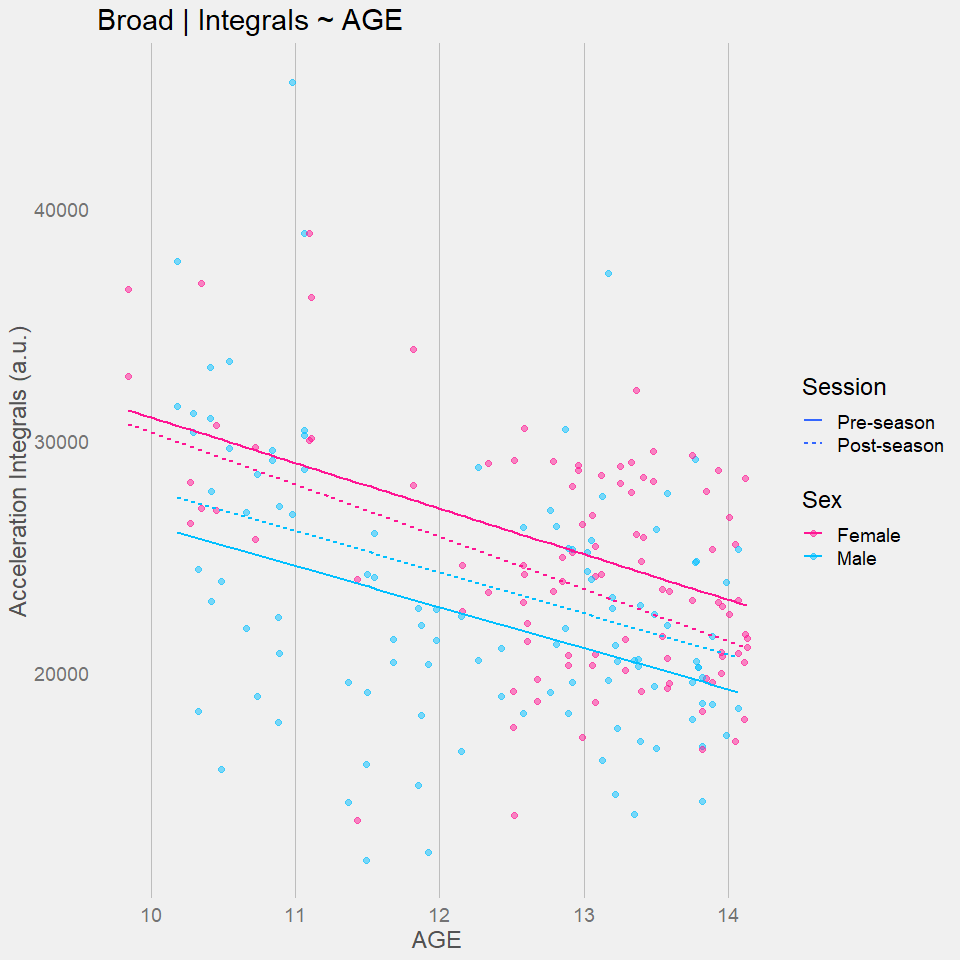 Broad | Integrals ~ AGE
Acceleration Integrals (a.u.)
40000
30000
20000
10
11
12
13
14
AGE
Session
Pre-season
Post-season
Sex
Female
Male